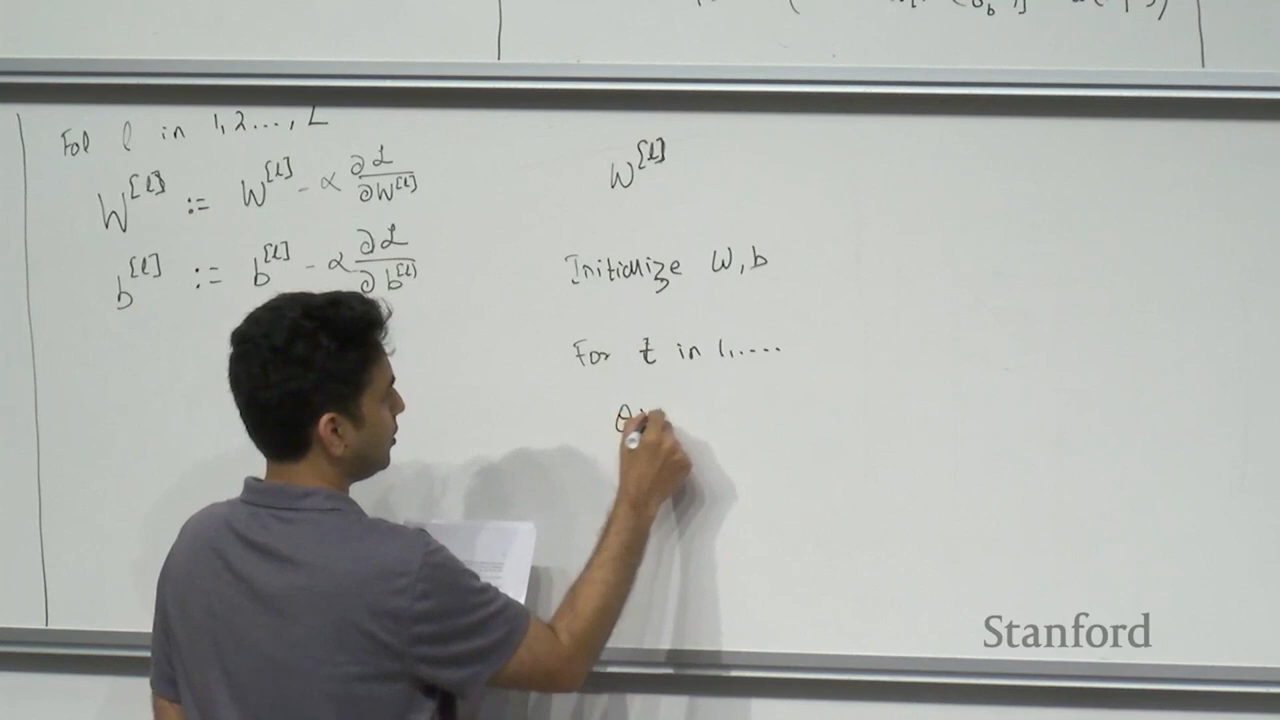 For l in 1,2...., L
W^[l] := W^[l] - α ∂L/∂W^[l]
b^[l] := b^[l] - α ∂L/∂b^[l]
W^[l]
Initialize W, b
For t in 1,....
θ
Stanford